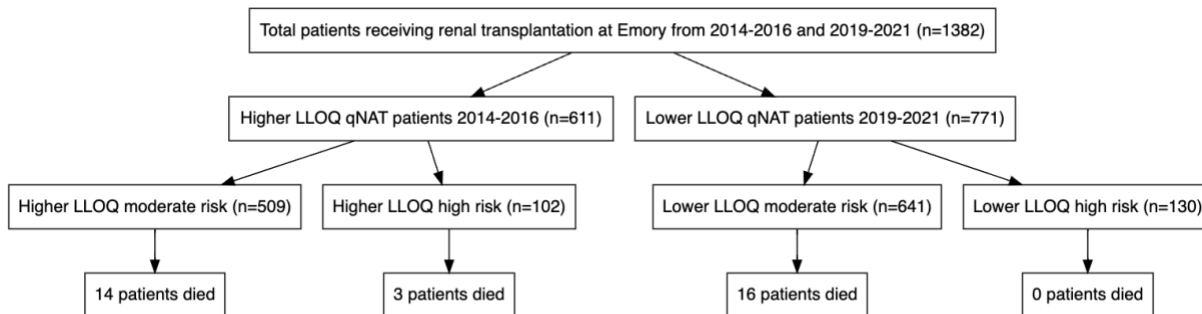 Total patients receiving renal transplantation at Emory from 2014-2016 and 2019-2021 (n=1382)
Higher LLOQ qNAT patients 2014-2016 (n=611)
Lower LLOQ qNAT patients 2019-2021 (n=771)
Higher LLOQ moderate risk (n=509)
Higher LLOQ high risk (n=102)
Lower LLOQ moderate risk (n=641)
Lower LLOQ high risk (n=130)
14 patients died
3 patients died
16 patients died
0 patients died